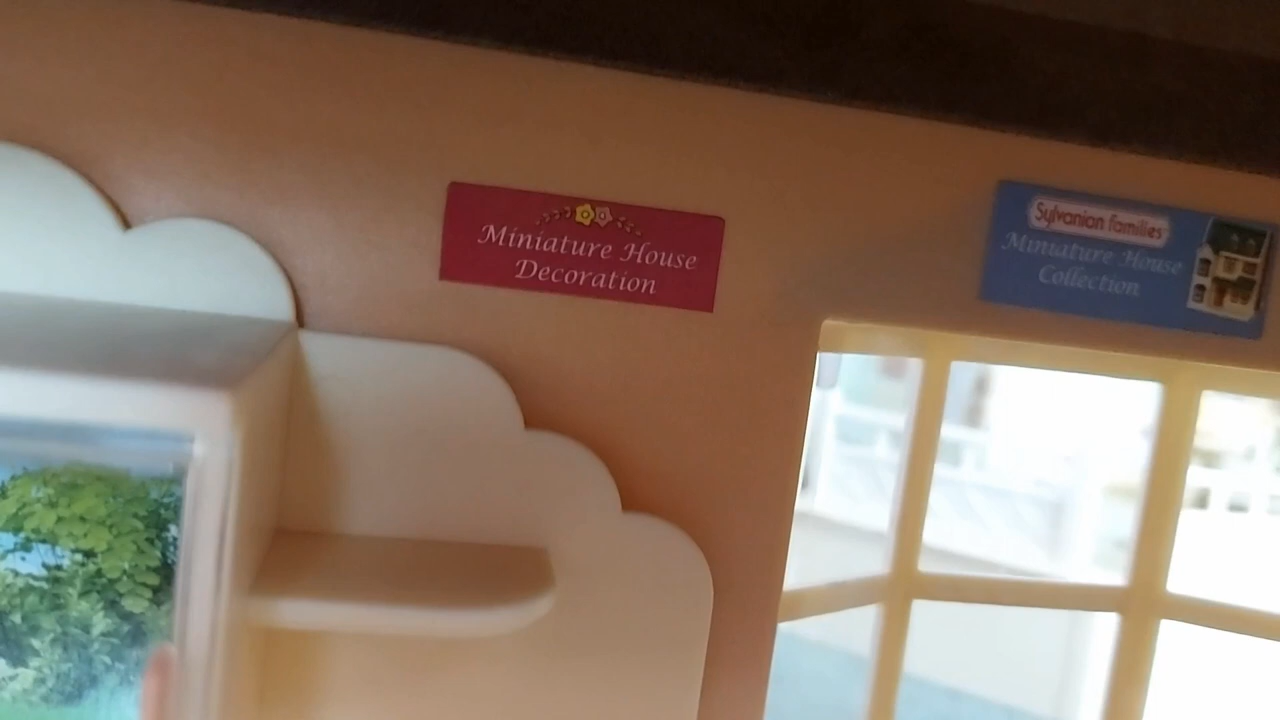 Miniature House
Decoration
Sylvanian families
Miniature House
Collection